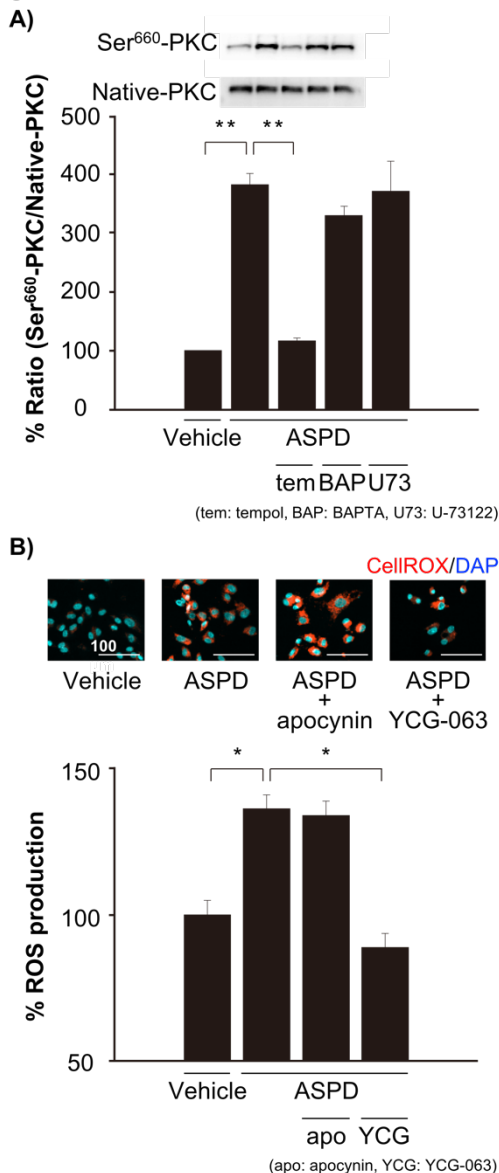 A)
Ser⁶⁶⁰-PKC
Native-PKC
% Ratio (Ser⁶⁶⁰-PKC/Native-PKC)
500
400
300
200
100
0
** **
Vehicle ASPD
tem BAP U73
(tem: tempol, BAP: BAPTA, U73: U-73122)
B)
CellROX/DAP
100
Vehicle ASPD ASPD + apocynin ASPD + YCG-063
% ROS production
150
100
50
* *
Vehicle ASPD
apo YCG
(apo: apocynin, YCG: YCG-063)